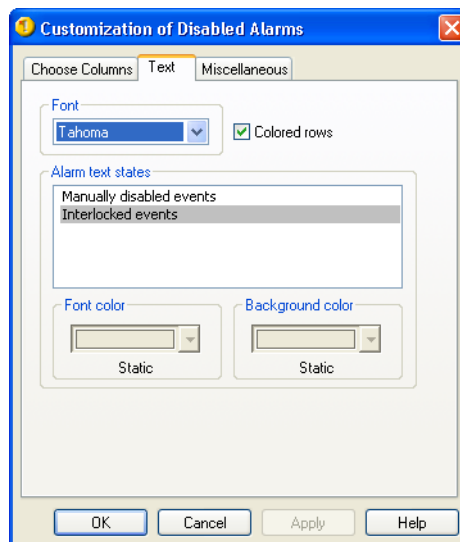 Customization of Disabled Alarms
Choose Columns Text Miscellaneous
Font
Tahoma Colored rows
Alarm text states
Manually disabled events
Interlocked events
Font color Background color
Static Static
OK Cancel Apply Help